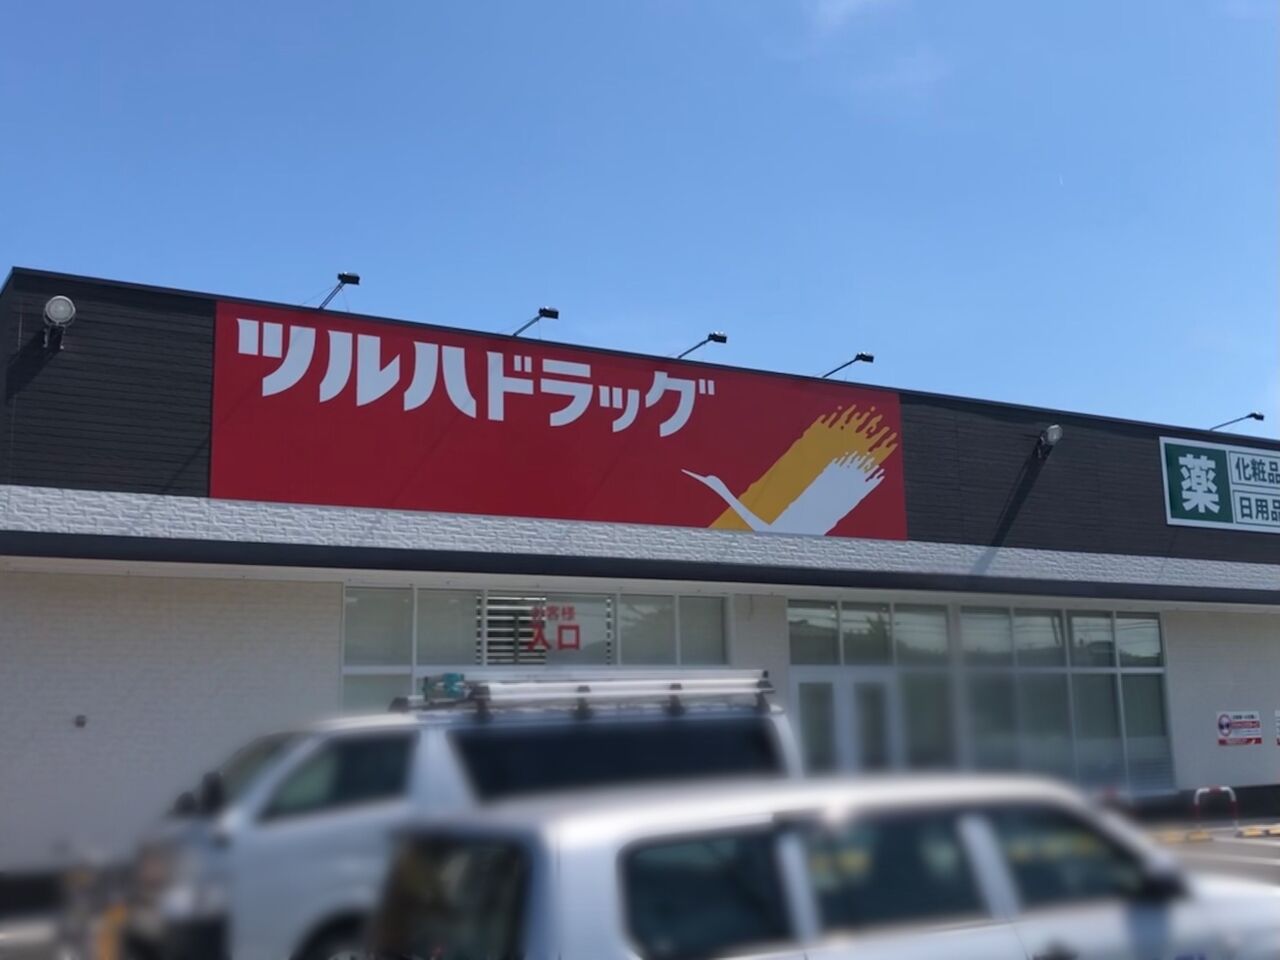 ツルハドラッグ
薬
化粧品
日用品
お客様
入口